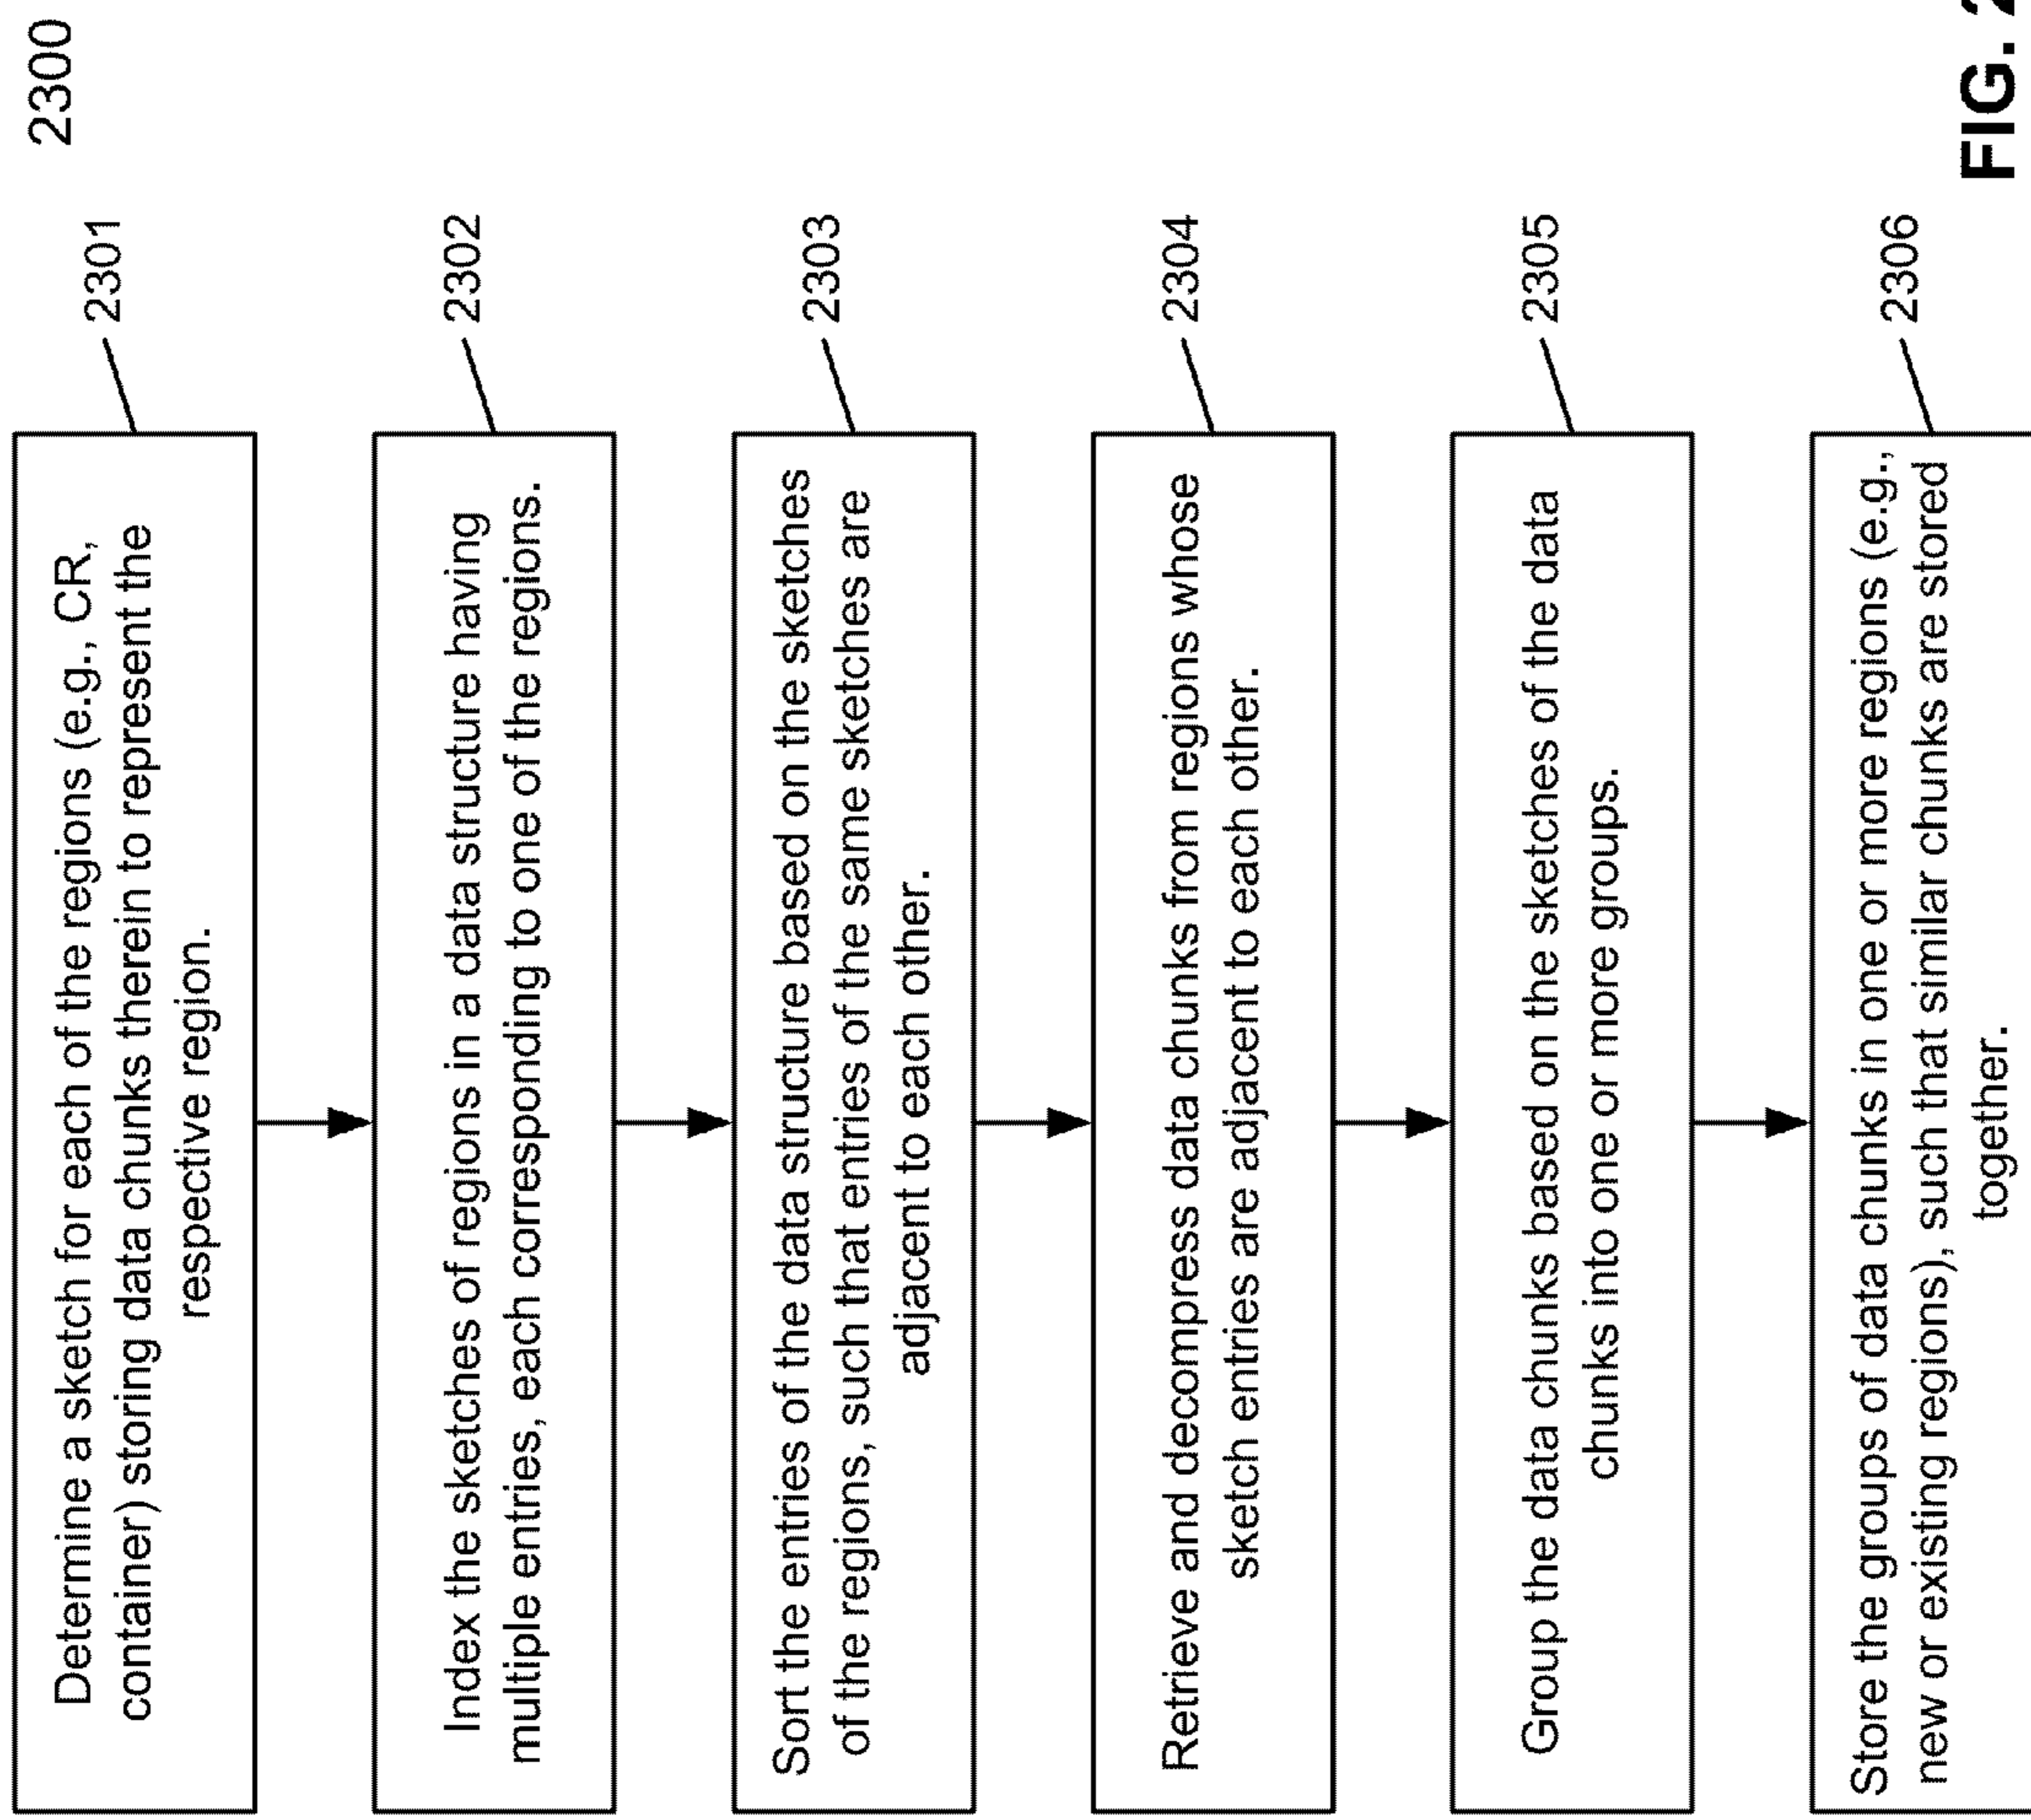 2300
Determine a sketch for each of the regions (e.g., CR,
container) storing data chunks therein to represent the
respective region.
2301
Index the sketches of regions in a data structure having
multiple entries, each corresponding to one of the regions.
2302
Sort the entries of the data structure based on the sketches
of the regions, such that entries of the same sketches are
adjacent to each other.
2303
Retrieve and decompress data chunks from regions whose
sketch entries are adjacent to each other.
2304
Group the data chunks based on the sketches of the data
chunks into one or more groups.
2305
Store the groups of data chunks in one or more regions (e.g.,
new or existing regions), such that similar chunks are stored
together.
2306
FIG.